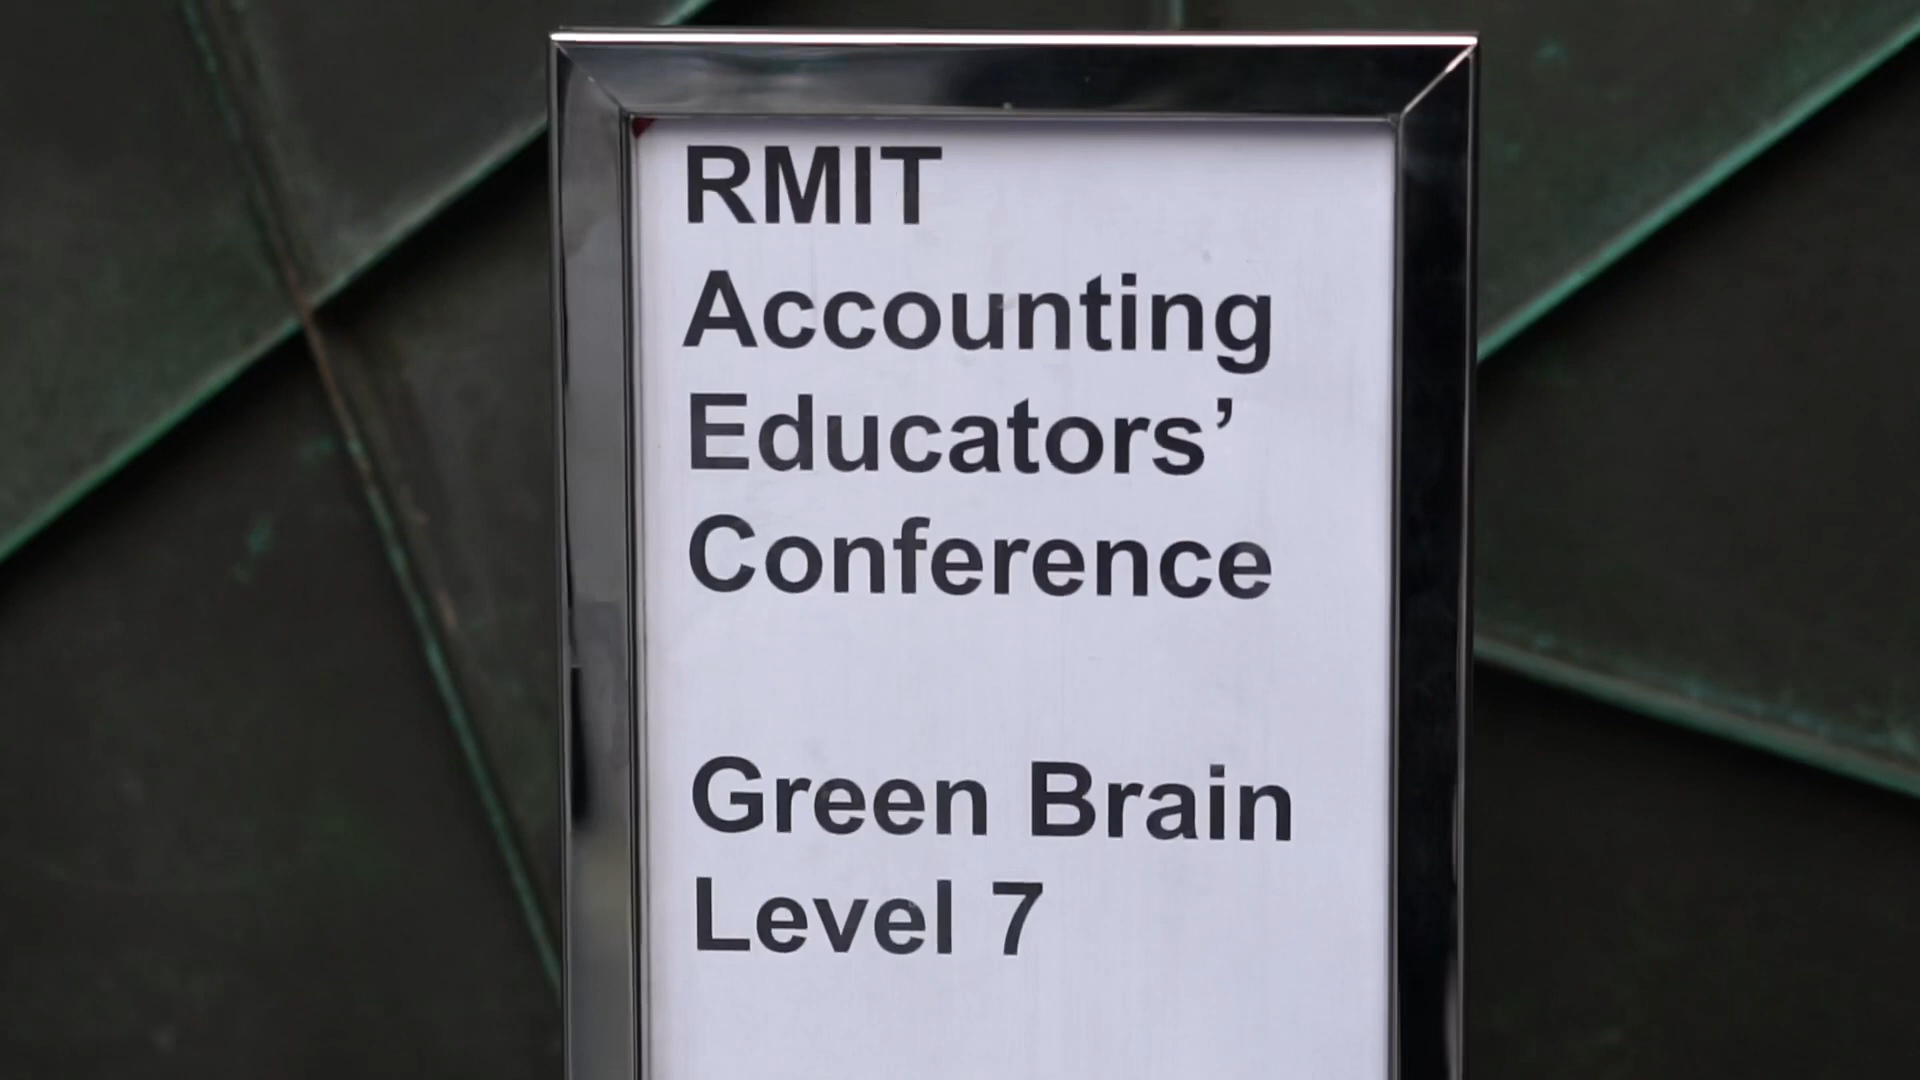 RMIT
Accounting
Educators’
Conference
Green Brain
Level 7